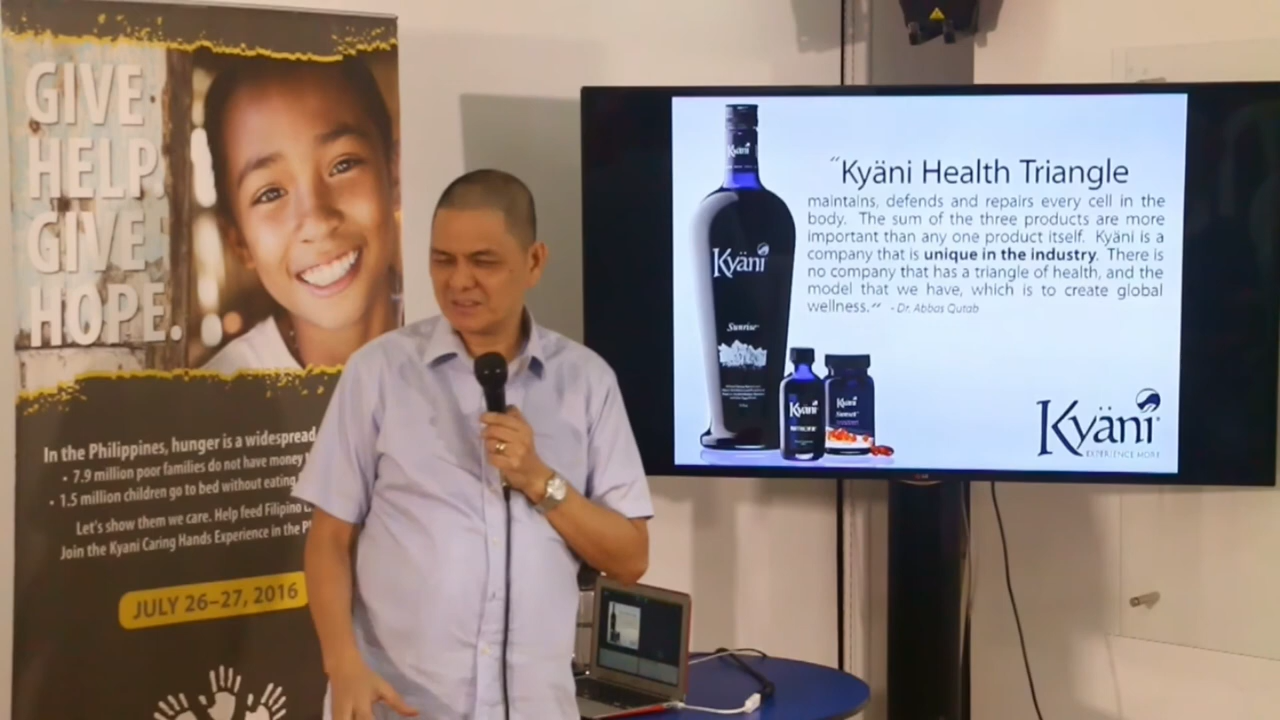 GIVE
HELP.
GIVE
HOPE.
In the Philippines, hunger is a widespread
• 7.9 million poor families do not have money
• 1.5 million children go to bed without eating
Let's show them we care. Help feed Filipino
Join the Kyani Caring Hands Experience in the
JULY 26–27, 2016
Kyäni
Kyäni
Sunrise™
Kyäni
Kyäni
Sunset
“Kyäni Health Triangle
maintains, defends and repairs every cell in the
body. The sum of the three products are more
important than any one product itself. Kyäni is a
company that is unique in the industry. There is
no company that has a triangle of health, and the
model that we have, which is to create global
wellness.” - Dr. Abbas Qutab
Kyäni
EXPERIENCE MORE